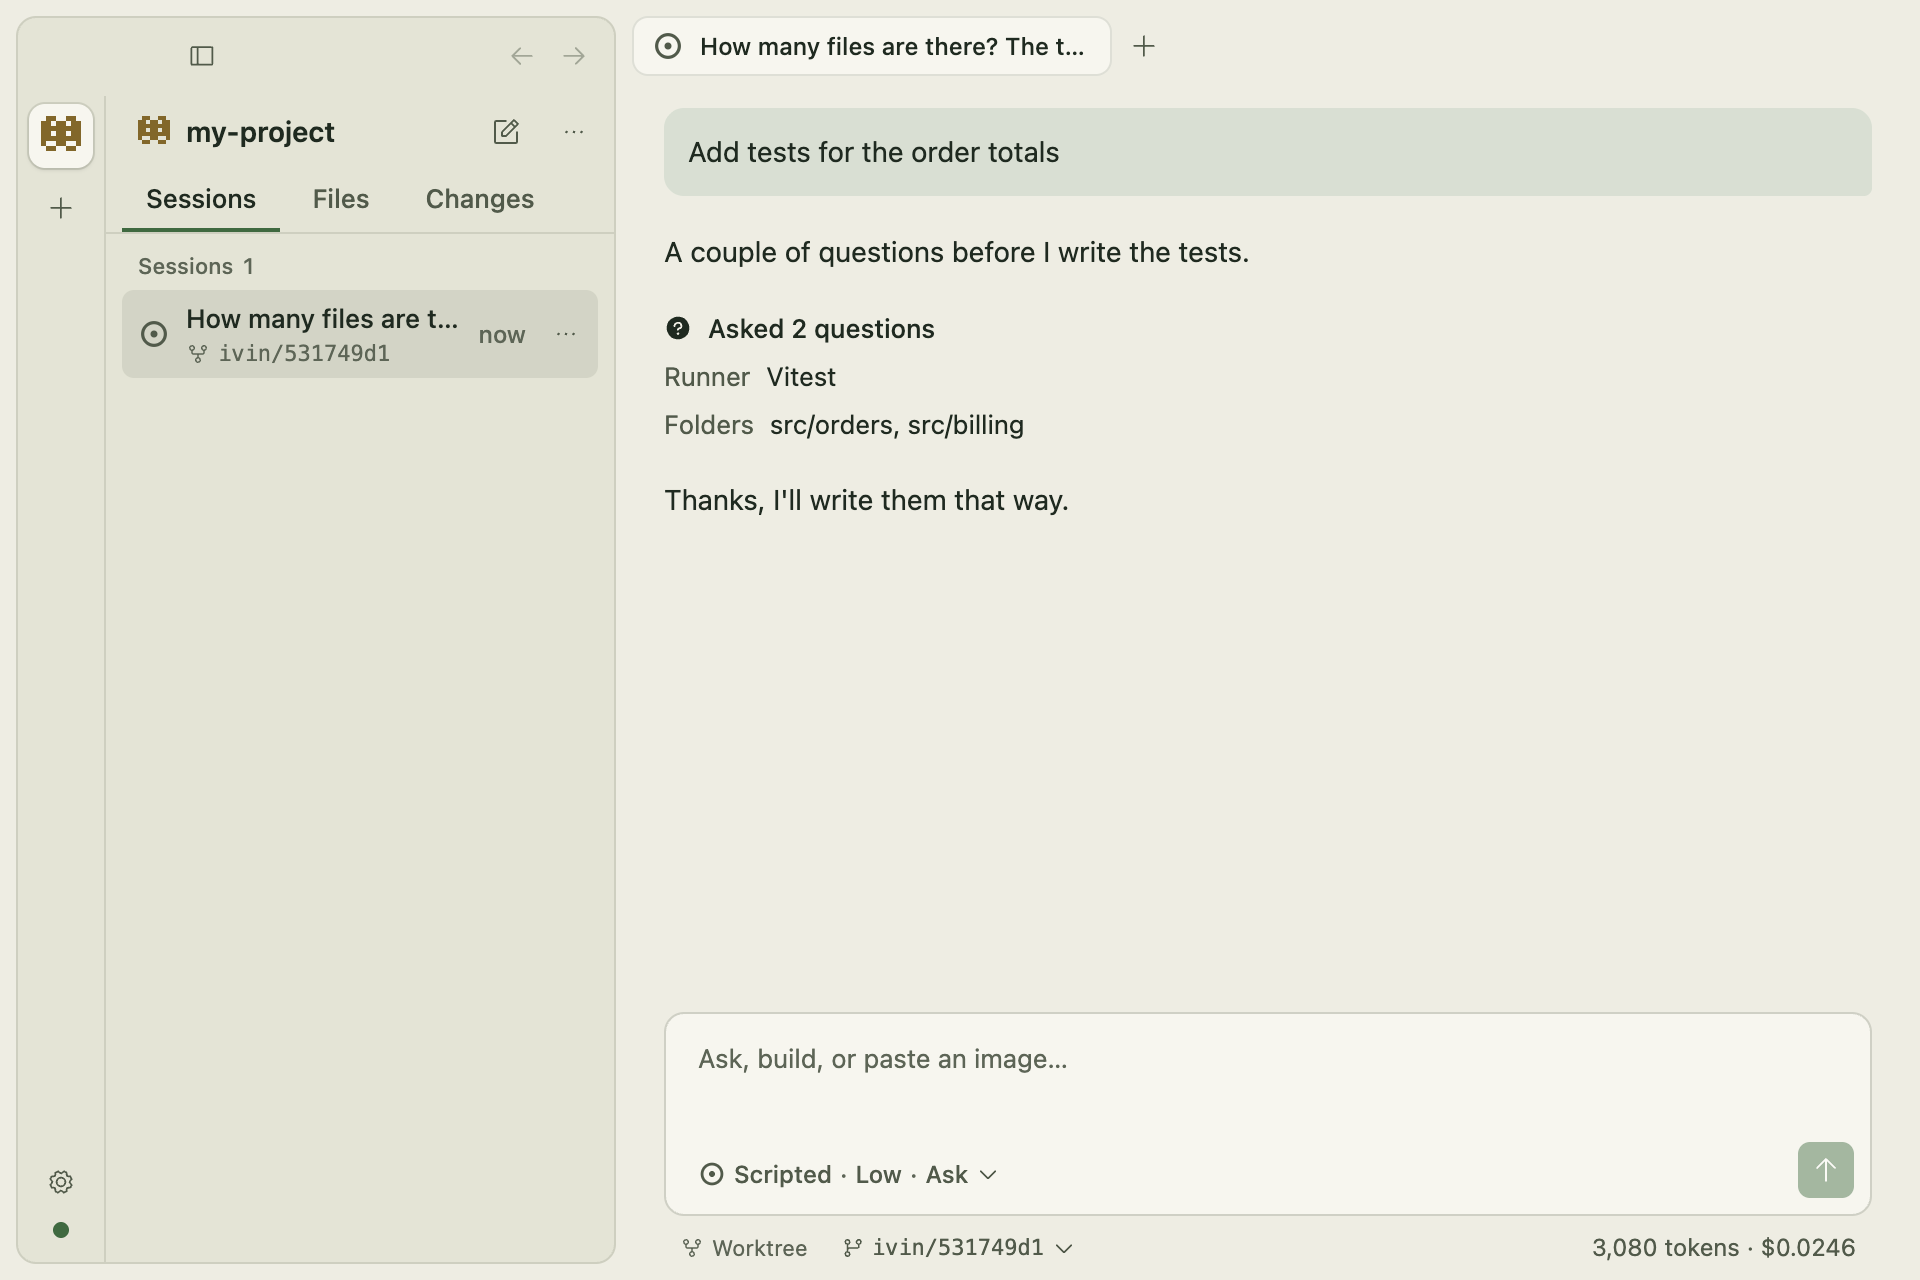 How many files are there? The t...
my-project
Sessions Files Changes
Sessions 1
How many files are t...
ivin/531749d1
now
Add tests for the order totals
A couple of questions before I write the tests.
Asked 2 questions
Runner Vitest
Folders src/orders, src/billing
Thanks, I'll write them that way.
Ask, build, or paste an image...
Scripted · Low · Ask
Worktree ivin/531749d1
3,080 tokens · $0.0246